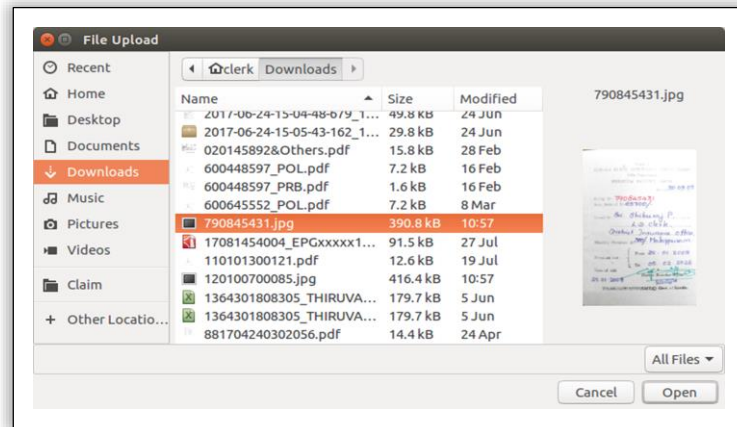 File Upload
Recent
Home
Desktop
Documents
Downloads
Music
Pictures
Videos
Claim
+ Other Locatio...
clerk Downloads
Name Size Modified
2017-06-24-15-04-48-679_1... 49.8 kB 24 Jun
2017-06-24-15-05-43-162_1... 29.8 kB 24 Jun
020145892&Others.pdf 15.8 kB 28 Feb
600448597_POL.pdf 7.2 kB 16 Feb
600448597_PRB.pdf 1.6 kB 16 Feb
600645552_POL.pdf 7.2 kB 8 Mar
790845431.jpg 390.8 kB 10:57
17081454004_EPGxxxxx1... 91.5 kB 27 Jul
110101300121.pdf 12.6 kB 19 Jul
120100700085.jpg 416.4 kB 10:57
1364301808305_THIRUVA... 179.7 kB 5 Jun
1364301808305_THIRUVA... 179.7 kB 5 Jun
881704240302056.pdf 14.4 kB 24 Apr
790845431.jpg
790845431
All Files
Cancel Open